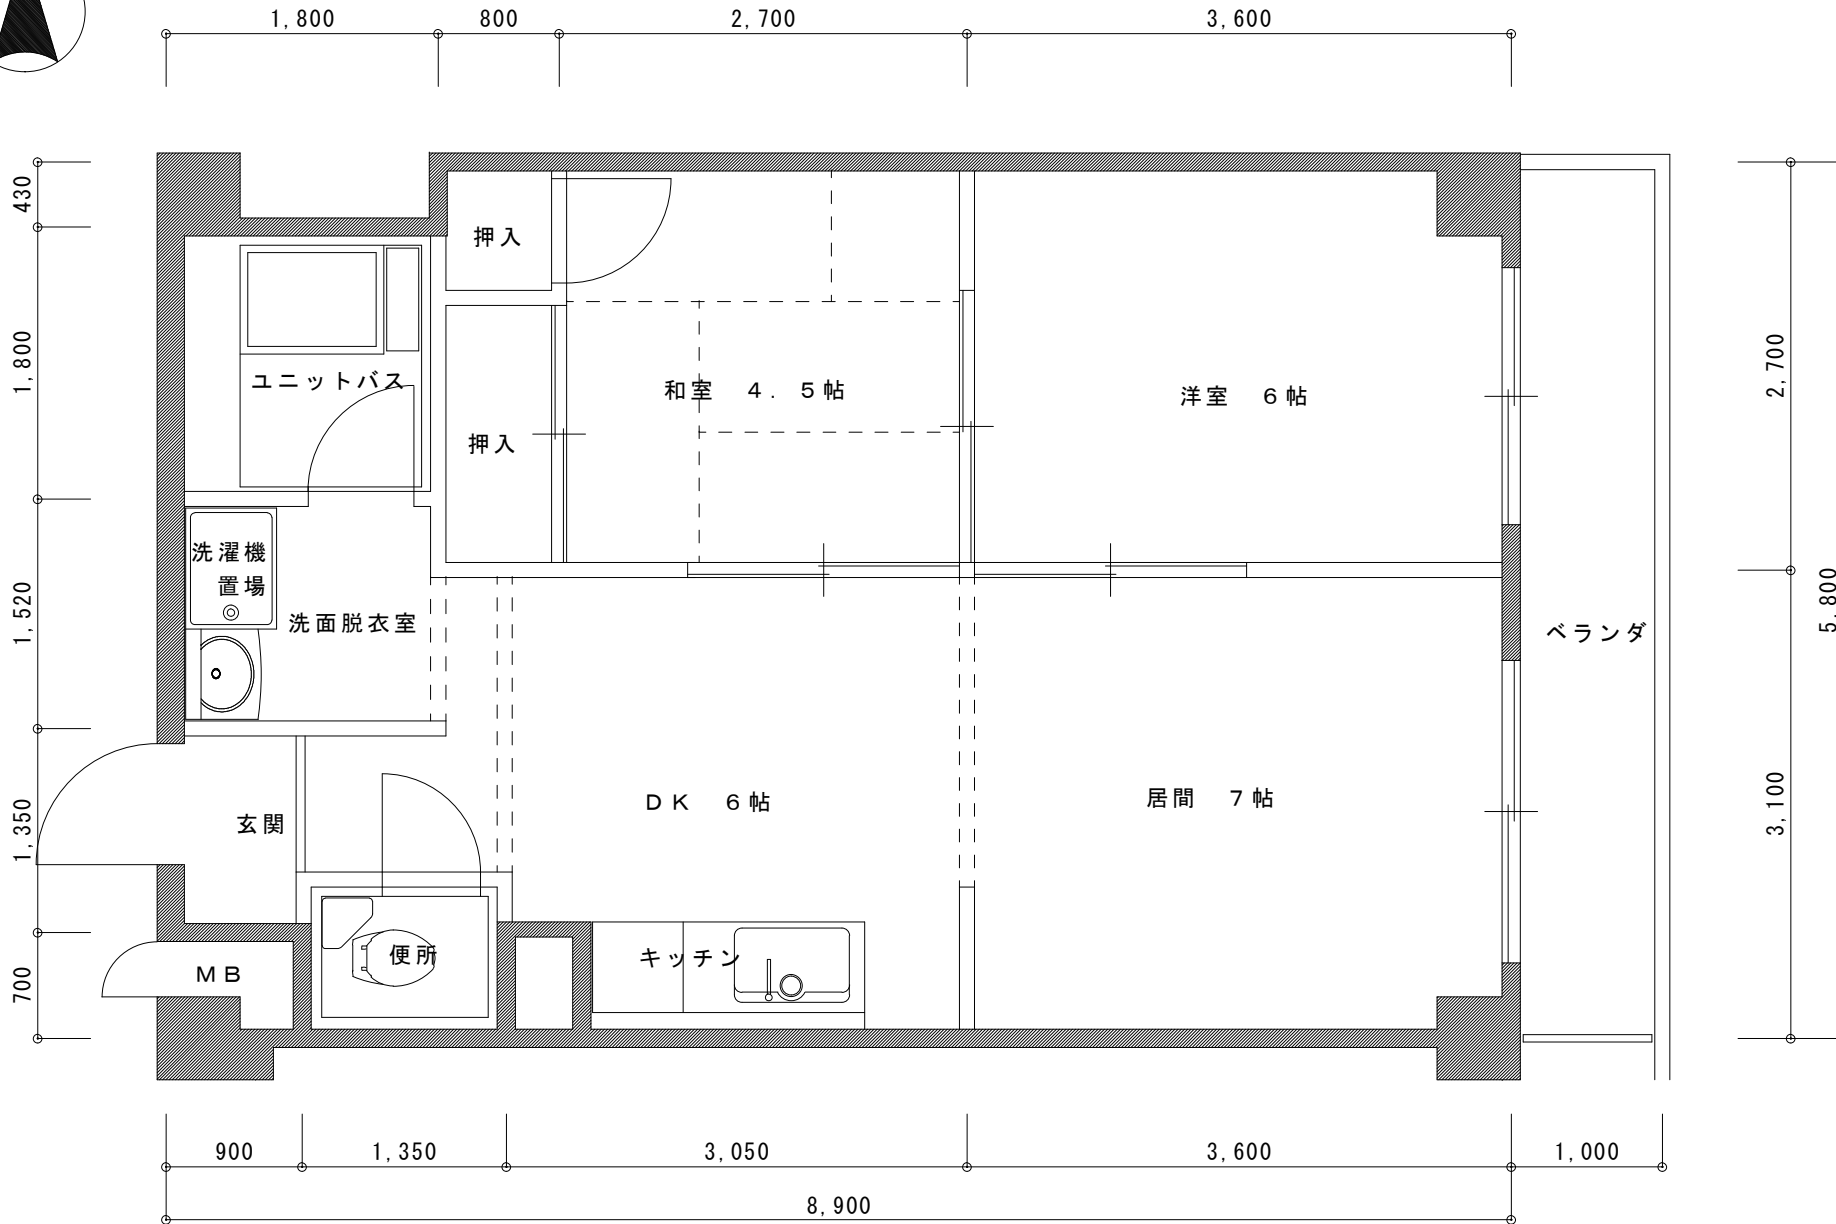 1,800
800
2,700
3,600
430
1,800
1,520
1,350
700
押入
ユニットバス
和室 4.5帖
洋室 6帖
押入
洗濯機
置場
洗面脱衣室
ベランダ
2,700
5,800
3,100
玄関
DK 6帖
居間 7帖
MB
便所
キッチン
900
1,350
3,050
3,600
1,000
8,900